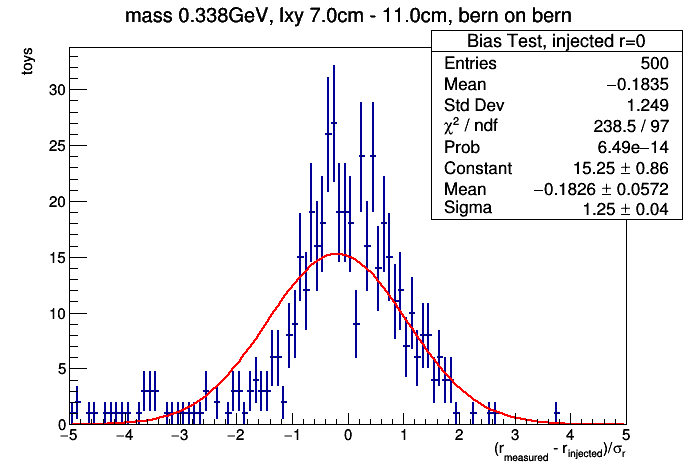 mass 0.338GeV, lxy 7.0cm - 11.0cm, bern on bern
toys
Bias Test, injected r=0
Entries 500
Mean −0.1835
Std Dev 1.249
χ² / ndf 238.5 / 97
Prob 6.49e−14
Constant 15.25 ± 0.86
Mean −0.1826 ± 0.0572
Sigma 1.25 ± 0.04
30
25
20
15
10
5
0
−5 −4 −3 −2 −1 0 1 2 3 4 5
(r_measured - r_injected)/σ_r